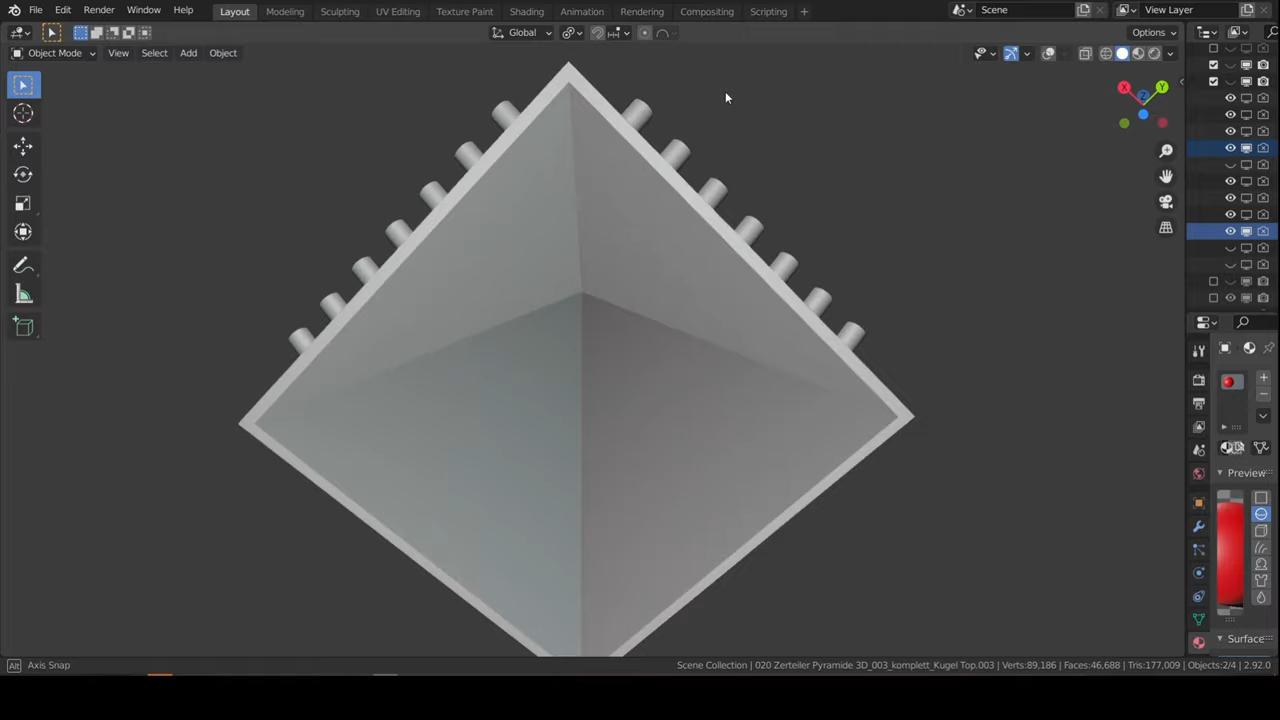 File Edit Render Window Help Layout Modeling Sculpting UV Editing Texture Paint Shading Animation Rendering Compositing Scripting + Scene View Layer
Global Options
Object Mode View Select Add Object
X Y Z
Preview
Surface
Alt Axis Snap Scene Collection | 020 Zerteiler Pyramide 3D_003_komplett_Kugel Top.003 | Verts:89,186 | Faces:46,688 | Tris:177,009 | Objects:2/4 | 2.92.0